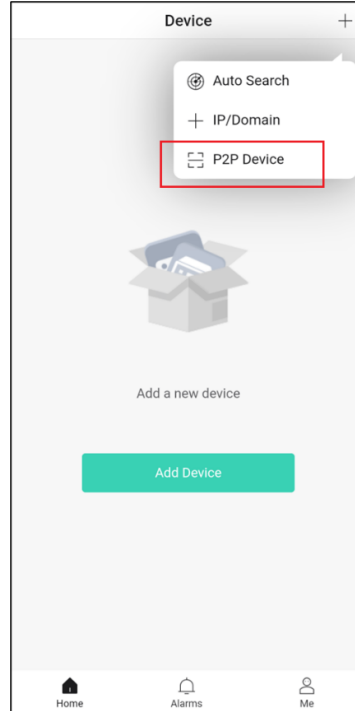 Device
Auto Search
IP/Domain
P2P Device
Add a new device
Add Device
Home
Alarms
Me